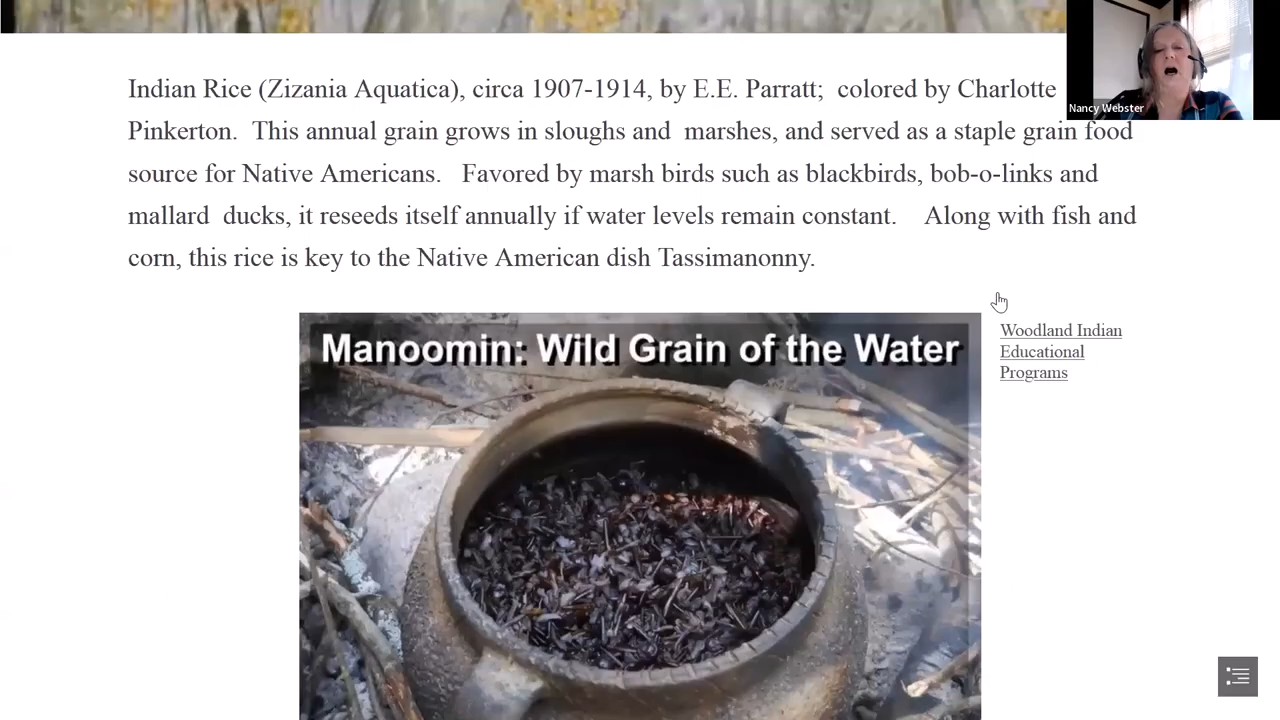 Indian Rice (Zizania Aquatica), circa 1907-1914, by E.E. Parratt; colored by Charlotte
Pinkerton. This annual grain grows in sloughs and marshes, and served as a staple grain food
source for Native Americans. Favored by marsh birds such as blackbirds, bob-o-links and
mallard ducks, it reseeds itself annually if water levels remain constant. Along with fish and
corn, this rice is key to the Native American dish Tassimanonny.
Nancy Webster
Manoomin: Wild Grain of the Water
Woodland Indian
Educational
Programs